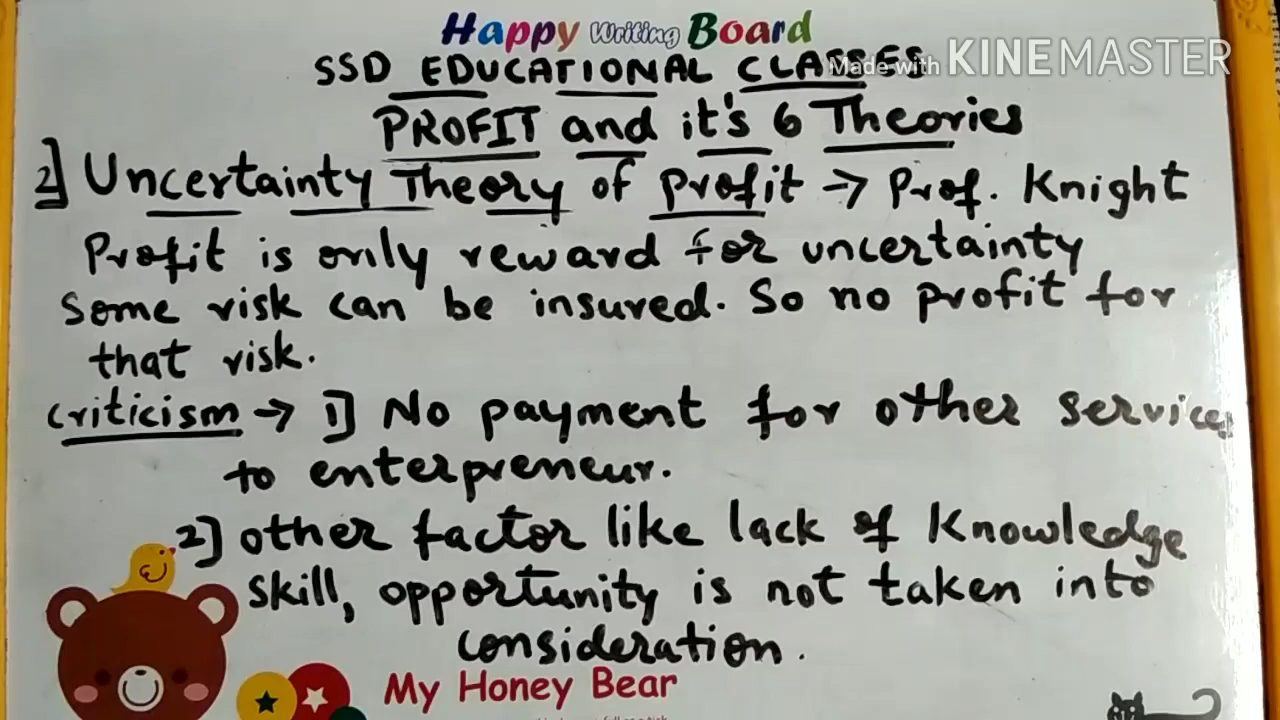 Happy Writing Board
SSD EDUCATIONAL CLASSES
Made with KINEMASTER
PROFIT and it's 6 Theories
2] Uncertainty Theory of Profit → Prof. Knight
Profit is only reward for uncertainty
Some risk can be insured. So no profit for
that risk.
Criticism → 1] No payment for other services
to enterpreneur.
2] other factor like lack of Knowledge
skill, opportunity is not taken into
consideration.
My Honey Bear